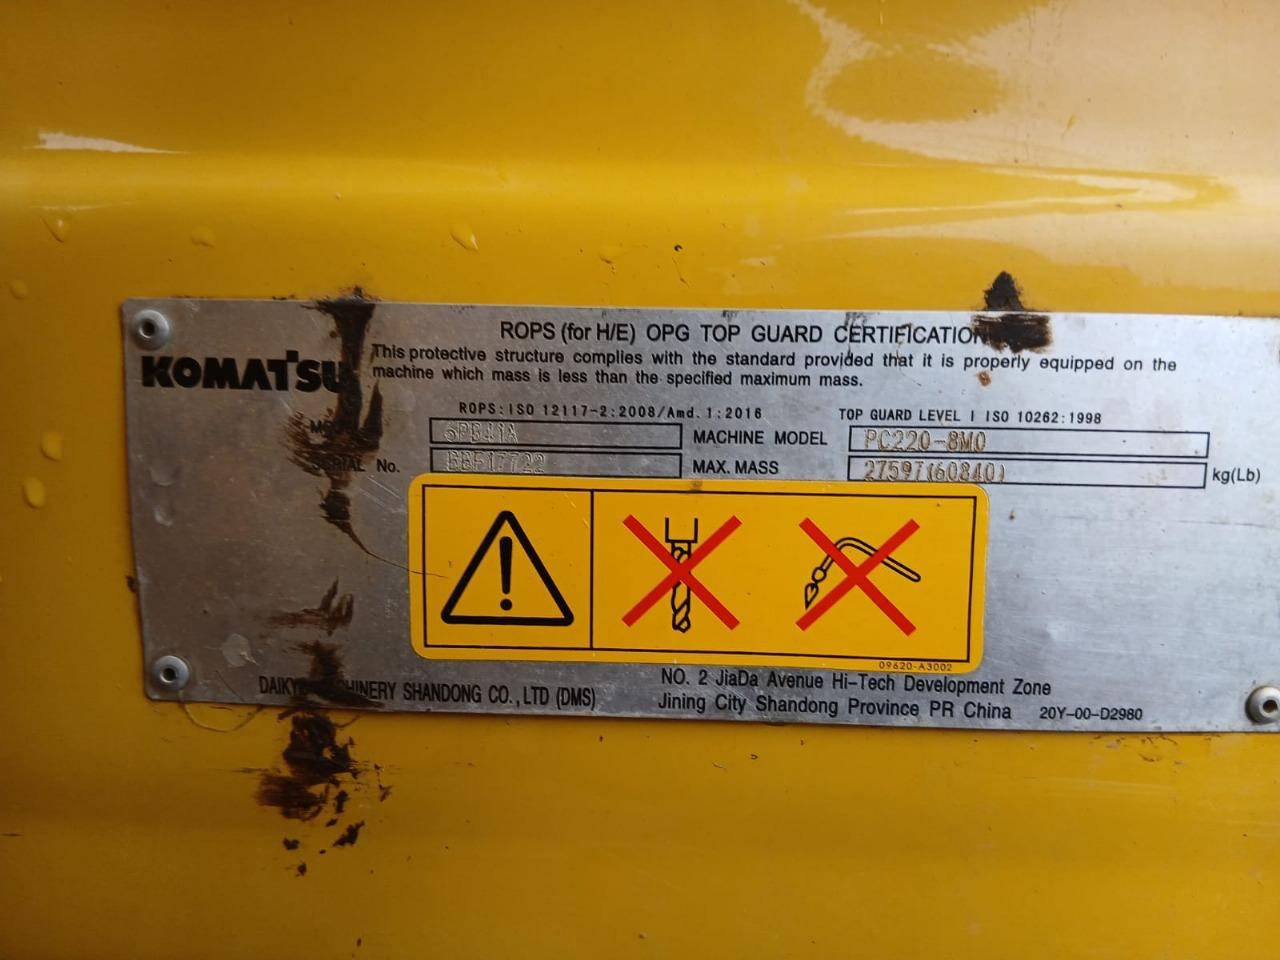 ROPS (for H/E) OPG TOP GUARD CERTIFICATION
KOMATSU
This protective structure complies with the standard provided that it is properly equipped on the
machine which mass is less than the specified maximum mass.
ROPS: ISO 12117-2:2008/Amd.1:2016
TOP GUARD LEVEL I ISO 10262:1998
MACHINE MODEL PC220-8M0
SERIAL No.
MAX. MASS 27597(60840) kg(Lb)
09620-A3002
MACHINERY SHANDONG CO., LTD (DMS)
NO. 2 JiaDa Avenue Hi-Tech Development Zone
Jining City Shandong Province PR China 20Y-00-D2980